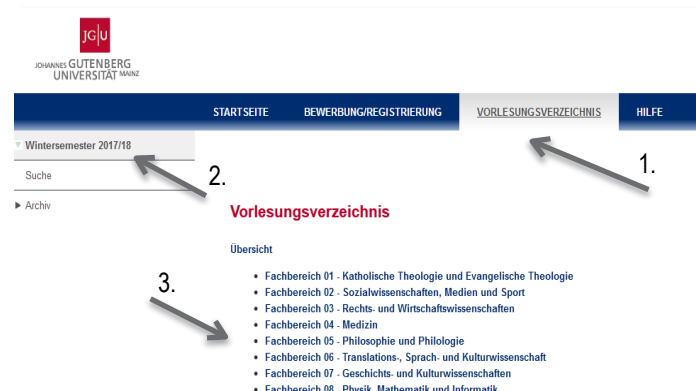 JG|U
JOHANNES GUTENBERG
UNIVERSITÄT MAINZ
STARTSEITE BEWERBUNG/REGISTRIERUNG VORLESUNGSVERZEICHNIS HILFE
Wintersemester 2017/18
1.
Suche
2.
Archiv
Vorlesungsverzeichnis
Übersicht
3.
• Fachbereich 01 - Katholische Theologie und Evangelische Theologie
• Fachbereich 02 - Sozialwissenschaften, Medien und Sport
• Fachbereich 03 - Rechts- und Wirtschaftswissenschaften
• Fachbereich 04 - Medizin
• Fachbereich 05 - Philosophie und Philologie
• Fachbereich 06 - Translations-, Sprach- und Kulturwissenschaft
• Fachbereich 07 - Geschichts- und Kulturwissenschaften
• Fachbereich 08 - Physik, Mathematik und Informatik